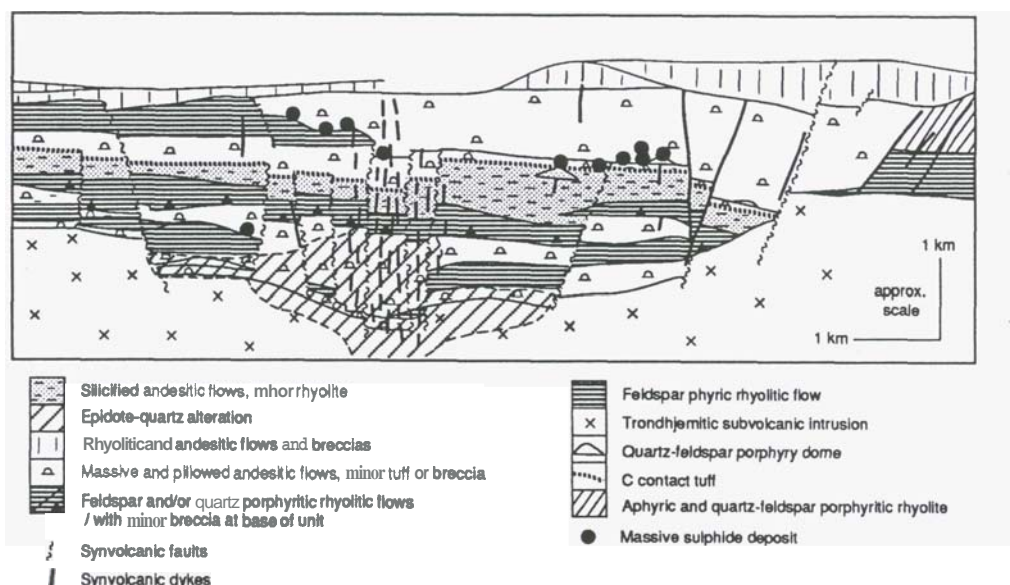 1 km
approx.
scale
1 km
Silicified andesitic flows, mhor rhyolite
Epidote-quartz alteration
Rhyoliticand andesitic flows and breccias
Massive and pillowed andesitic flows, minor tuff or breccia
Feldspar and/or quartz porphyritic rhyolitic flows
/ with minor breccia at base of unit
Synvolcanic faults
Synvolcanic dykes
Feldspar phyric rhyolitic flow
Trondhjemitic subvolcanic intrusion
Quartz-feldspar porphyry dome
C contact tuff
Aphyric and quartz-feldspar porphyritic rhyolite
Massive sulphide deposit